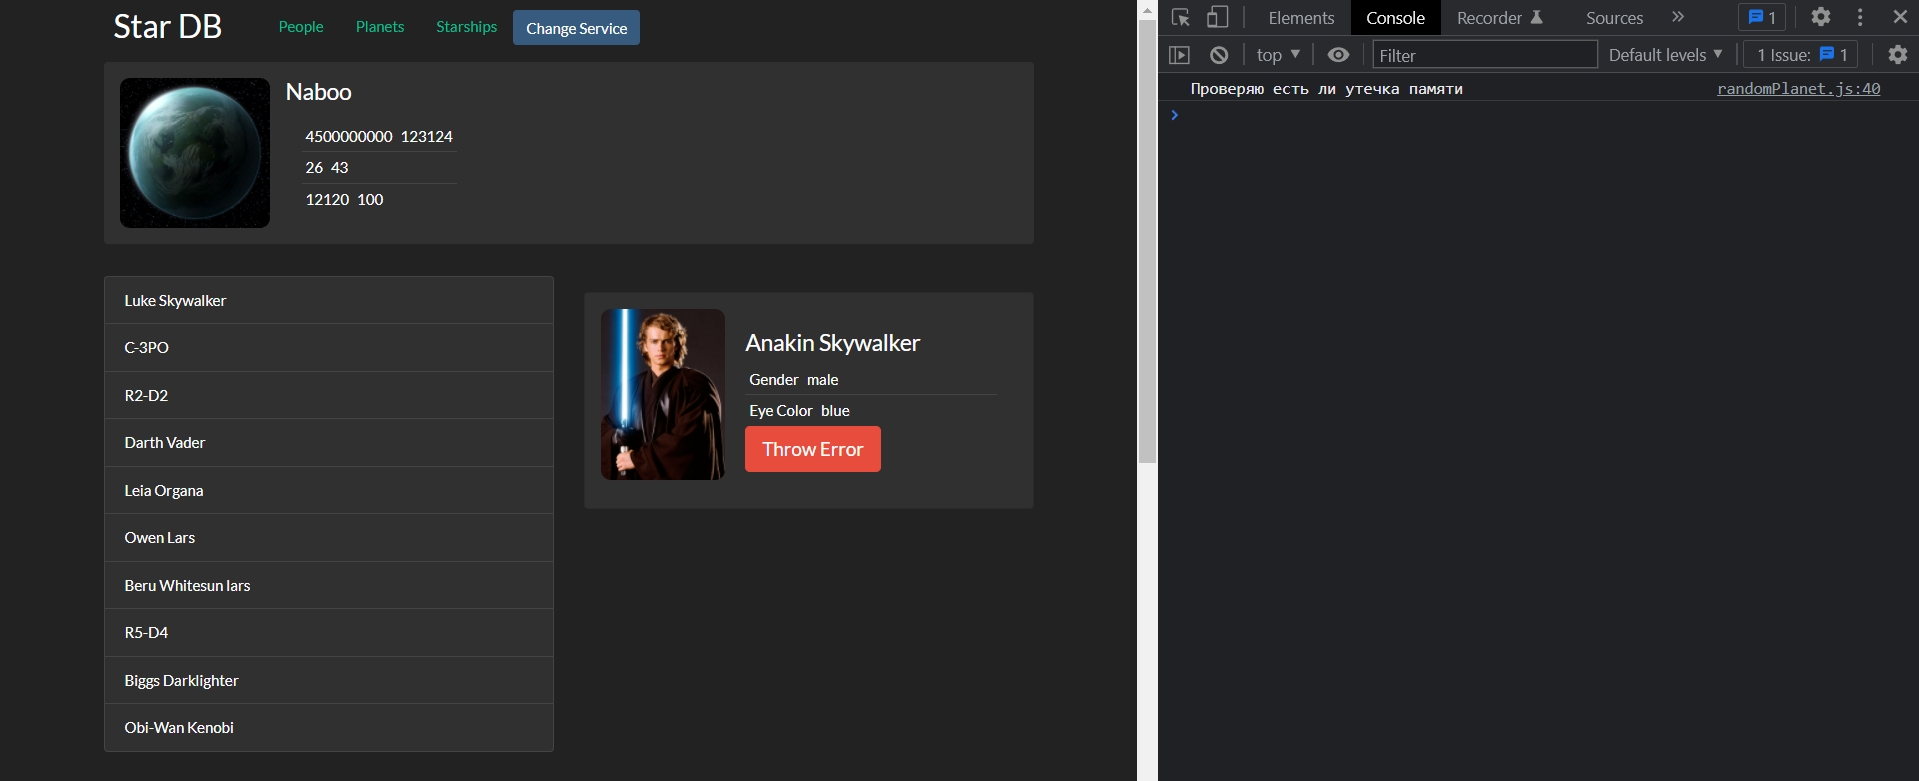 Star DB People Planets Starships Change Service
Naboo
4500000000 123124
26 43
12120 100
Luke Skywalker
C-3PO
R2-D2
Darth Vader
Leia Organa
Owen Lars
Beru Whitesun lars
R5-D4
Biggs Darklighter
Obi-Wan Kenobi
Anakin Skywalker
Gender male
Eye Color blue
Throw Error
Elements Console Recorder Sources » 1
top Filter Default levels 1 Issue: 1
Проверяю есть ли утечка памяти randomPlanet.js:40